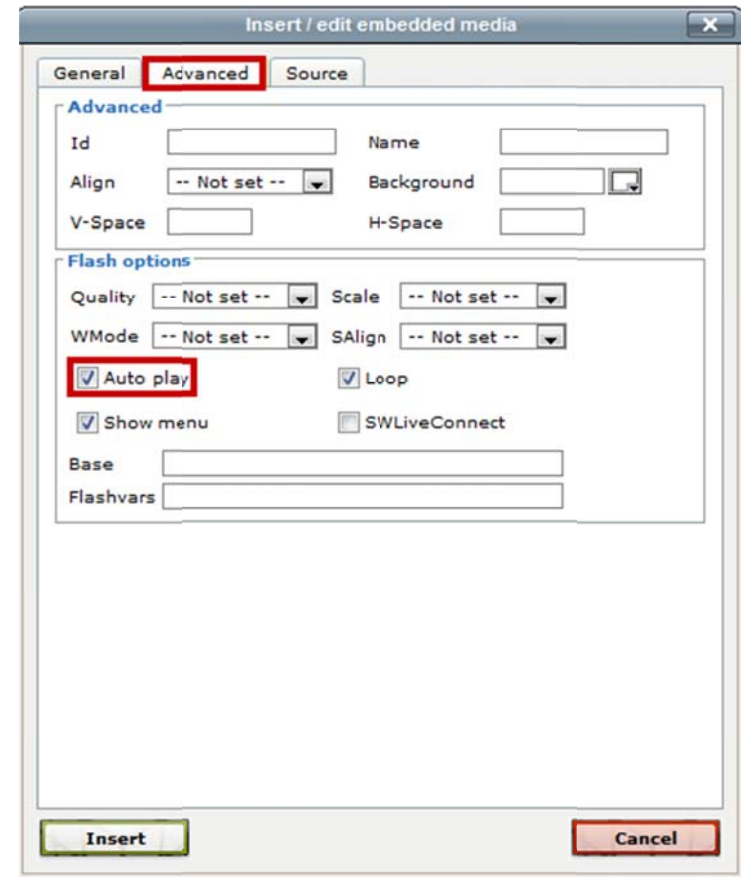 Insert / edit embedded media
General Advanced Source
Advanced
Id Name
Align -- Not set -- Background
V-Space H-Space
Flash options
Quality -- Not set -- Scale -- Not set --
WMode -- Not set -- SAlign -- Not set --
Auto play Loop
Show menu SWLiveConnect
Base
Flashvars
Insert Cancel